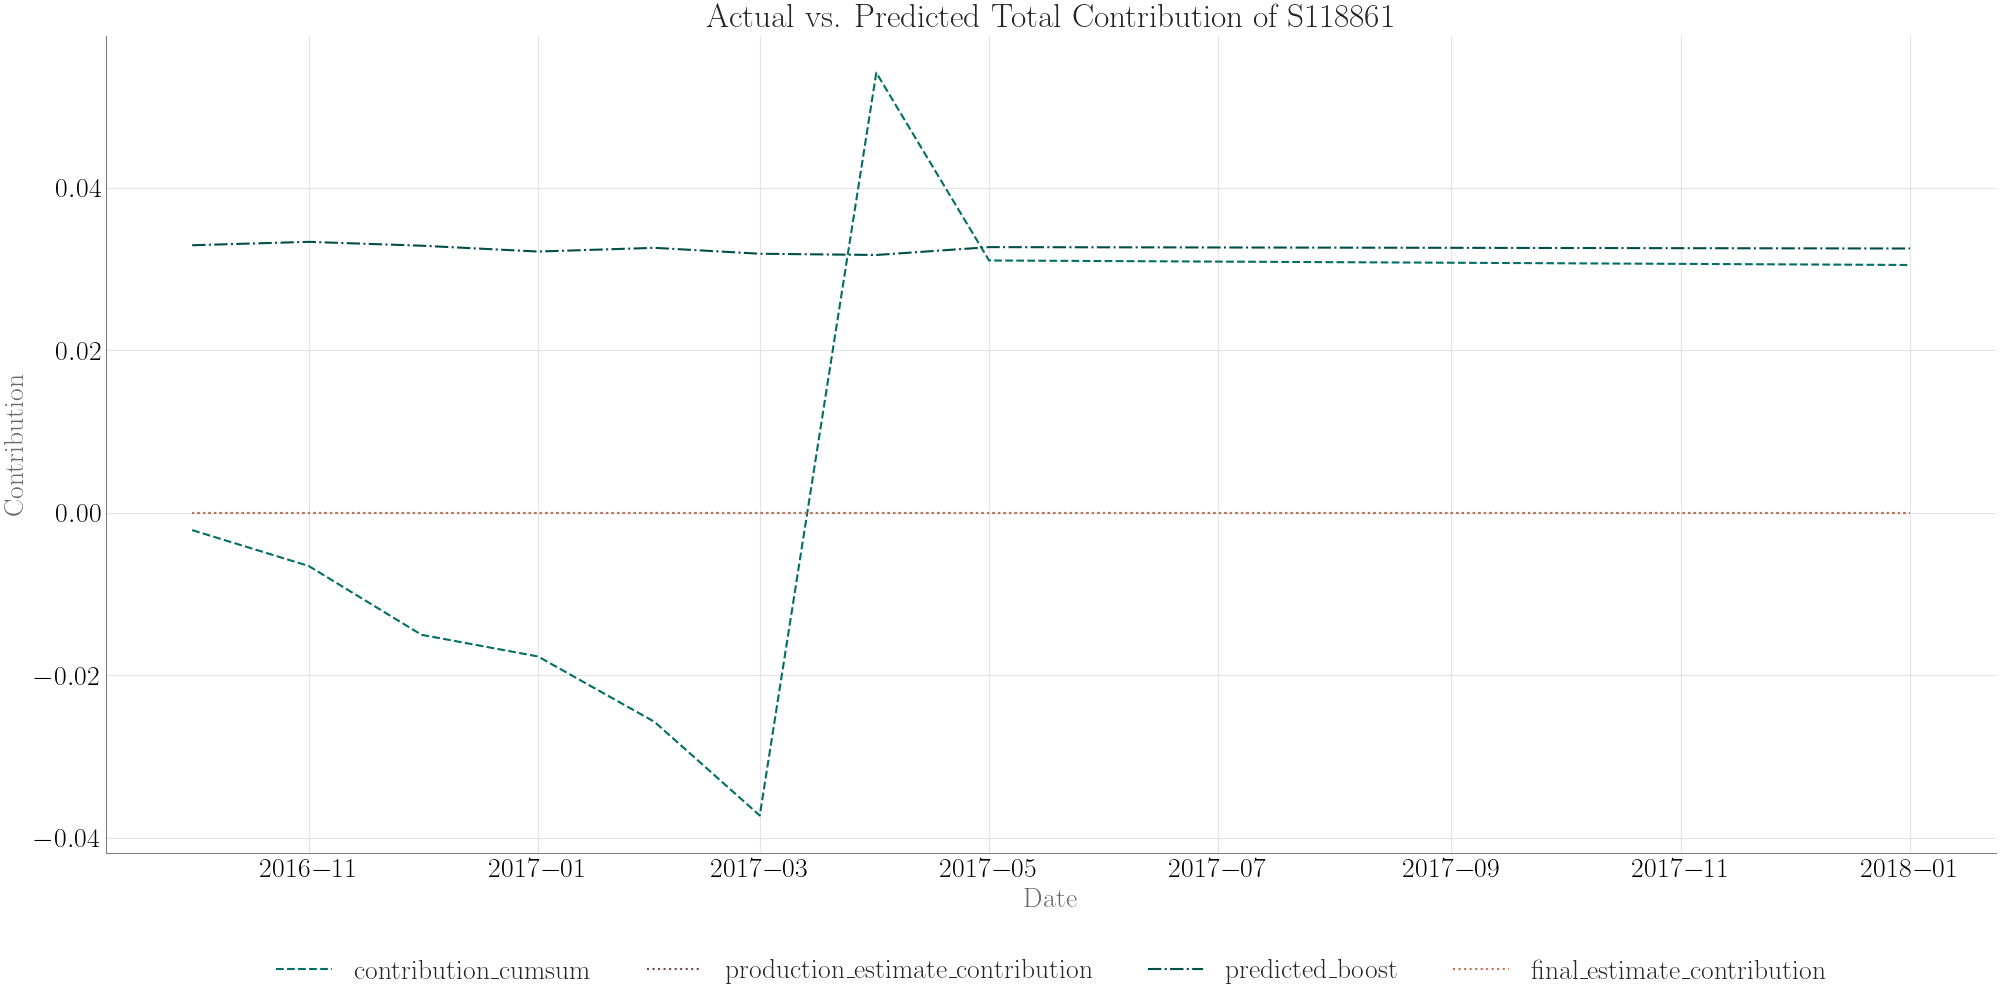 Actual vs. Predicted Total Contribution of S118861
Contribution
0.04
0.02
0.00
−0.02
−0.04
2016−11 2017−01 2017−03 2017−05 2017−07 2017−09 2017−11 2018−01
Date
contribution_cumsum production_estimate_contribution predicted_boost final_estimate_contribution